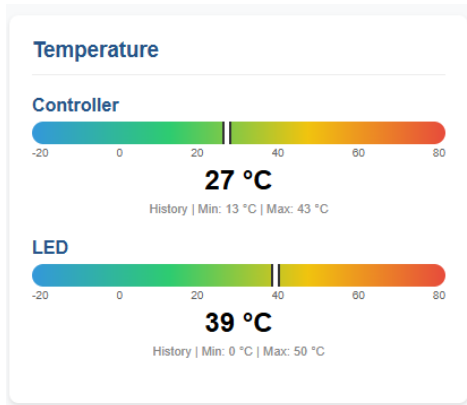 Temperature
Controller
-20 0 20 40 60 80
27 °C
History | Min: 13 °C | Max: 43 °C
LED
-20 0 20 40 60 80
39 °C
History | Min: 0 °C | Max: 50 °C